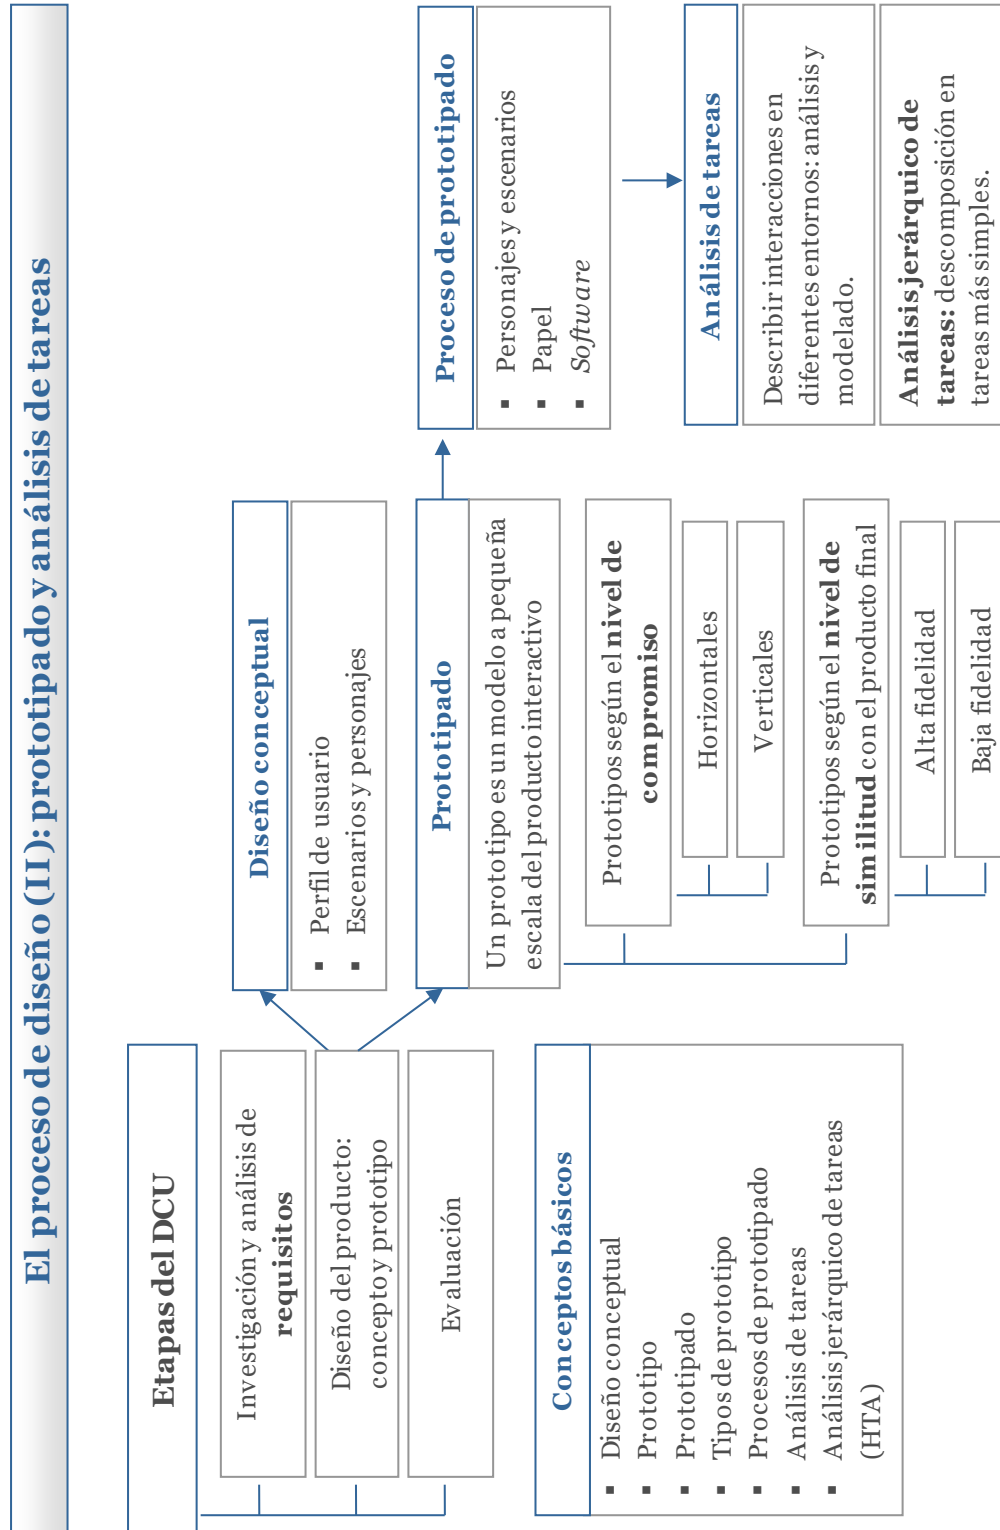 El proceso de diseño (II): prototipado y análisis de tareas
Etapas del DCU
Investigación y análisis de
requisitos
Diseño del producto:
concepto y prototipo
Evaluación
Conceptos básicos
▪ Diseño conceptual
▪ Prototipo
▪ Prototipado
▪ Tipos de prototipo
▪ Procesos de prototipado
▪ Análisis de tareas
▪ Análisis jerárquico de tareas
(HTA)
Diseño conceptual
▪ Perfil de usuario
▪ Escenarios y personajes
Prototipado
Un prototipo es un modelo a pequeña
escala del producto interactivo
Prototipos según el nivel de
compromiso
Horizontales
Verticales
Prototipos según el nivel de
similitud con el producto final
Alta fidelidad
Baja fidelidad
Proceso de prototipado
▪ Personajes y escenarios
▪ Papel
▪ Software
Análisis de tareas
Describir interacciones en
diferentes entornos: análisis y
modelado.
Análisis jerárquico de
tareas: descomposición en
tareas más simples.